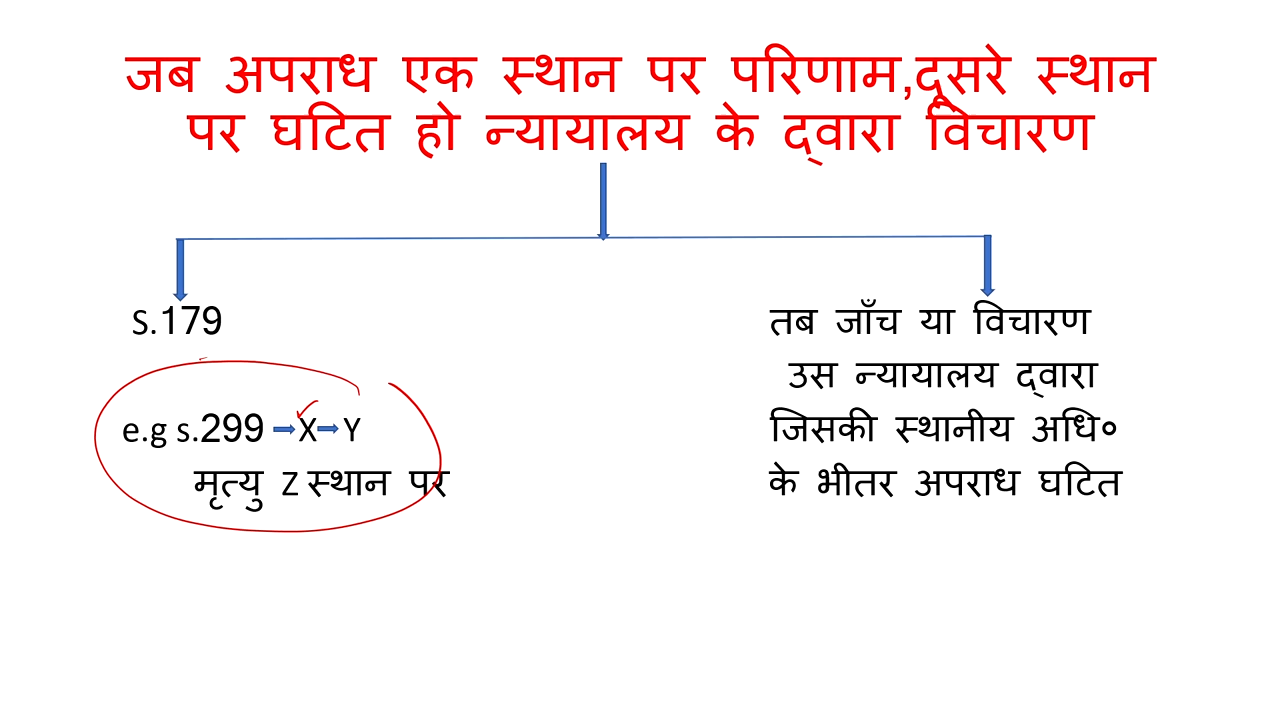 जब अपराध एक स्थान पर परिणाम,दूसरे स्थान
पर घटित हो न्यायालय के द्वारा विचारण
S.179
e.g s.299 → X → Y
मृत्यु Z स्थान पर
तब जाँच या विचारण
उस न्यायालय द्वारा
जिसकी स्थानीय अधि०
के भीतर अपराध घटित